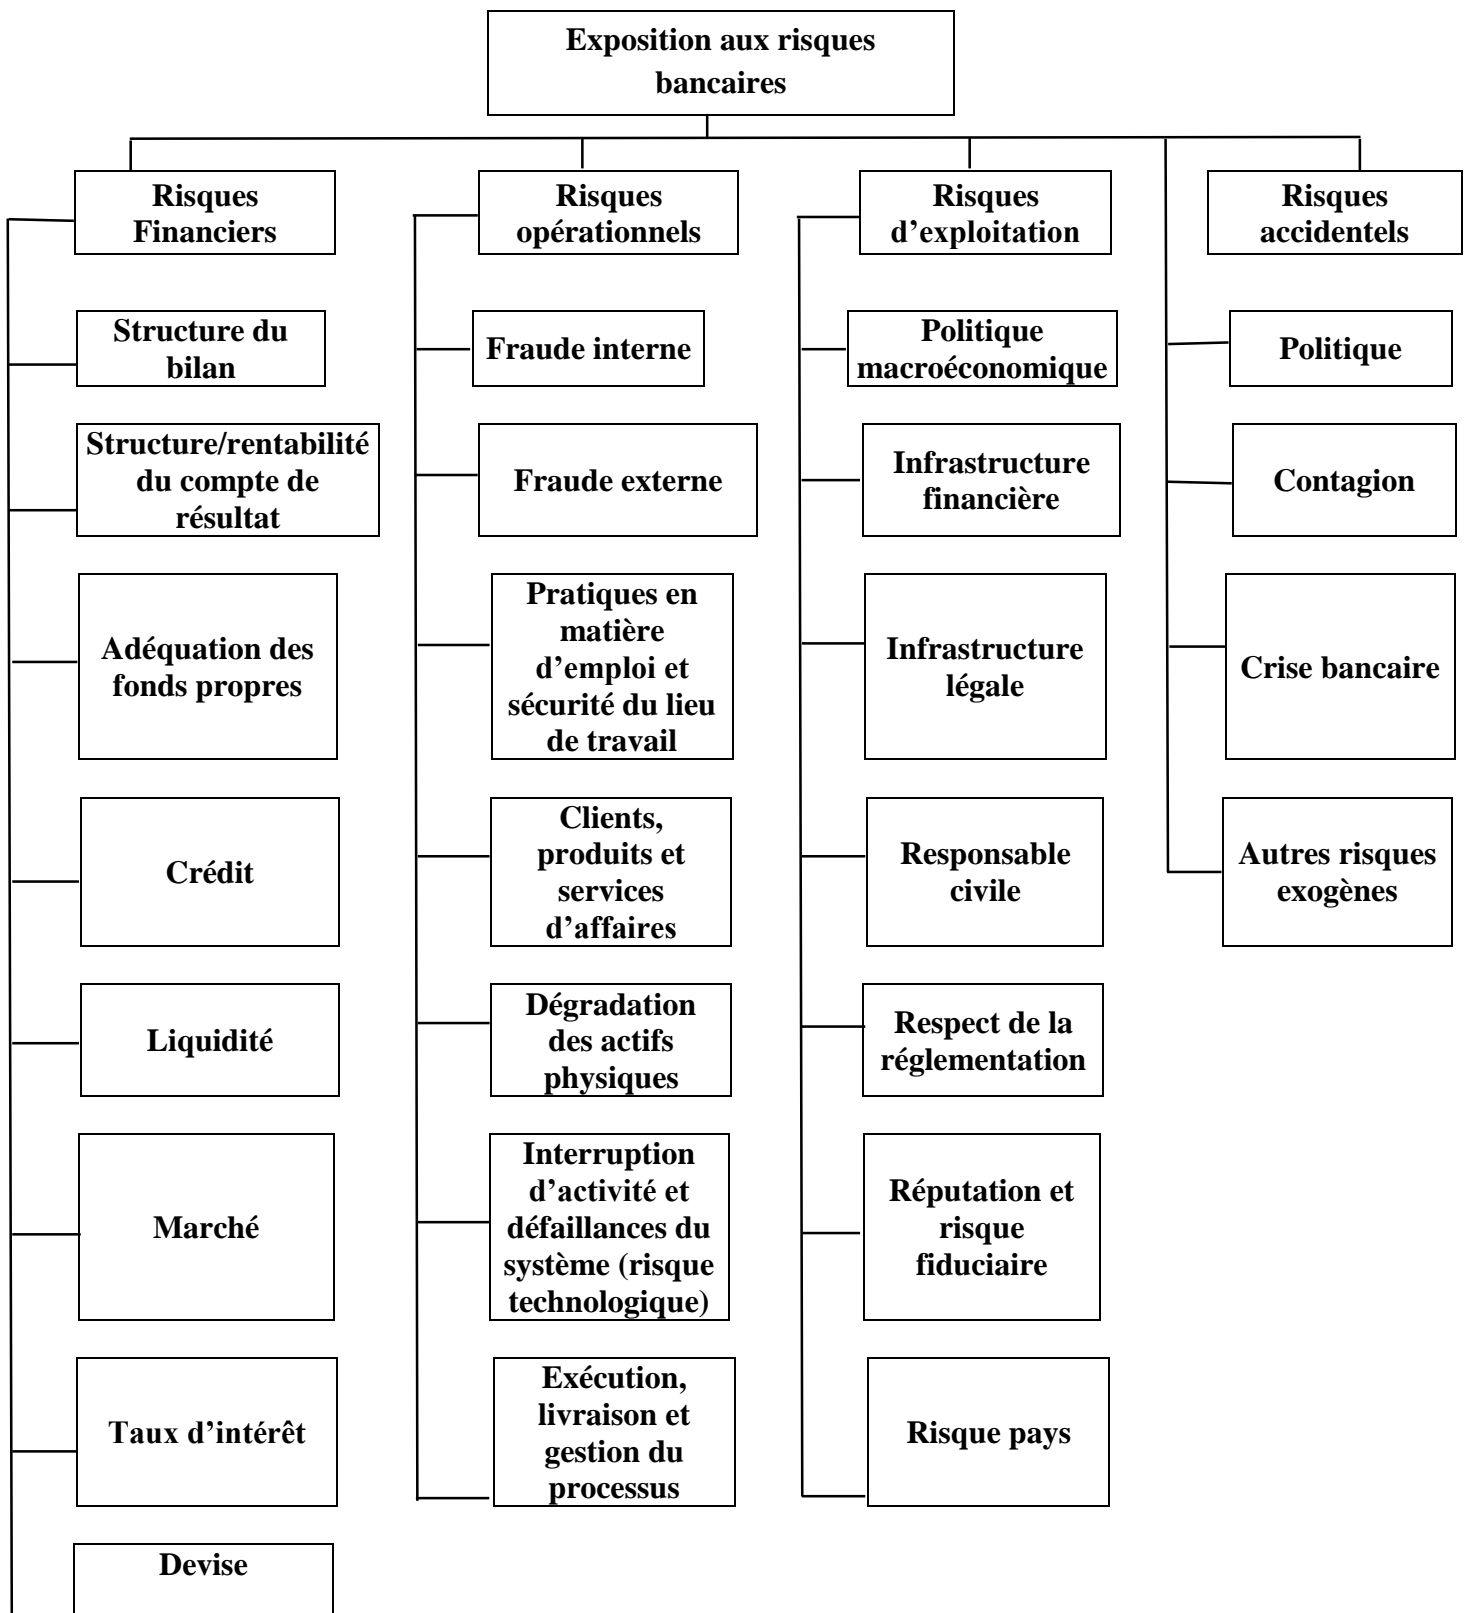 Exposition aux risques
bancaires
Risques
Financiers
Structure du
bilan
Structure/rentabilité
du compte de
résultat
Adéquation des
fonds propres
Crédit
Liquidité
Marché
Taux d’intérêt
Devise
Risques
opérationnels
Fraude interne
Fraude externe
Pratiques en
matière
d’emploi et
sécurité du lieu
de travail
Clients,
produits et
services
d’affaires
Dégradation
des actifs
physiques
Interruption
d’activité et
défaillances du
système (risque
technologique)
Exécution,
livraison et
gestion du
processus
Risques
d’exploitation
Politique
macroéconomique
Infrastructure
financière
Infrastructure
légale
Responsable
civile
Respect de la
réglementation
Réputation et
risque
fiduciaire
Risque pays
Risques
accidentels
Politique
Contagion
Crise bancaire
Autres risques
exogènes